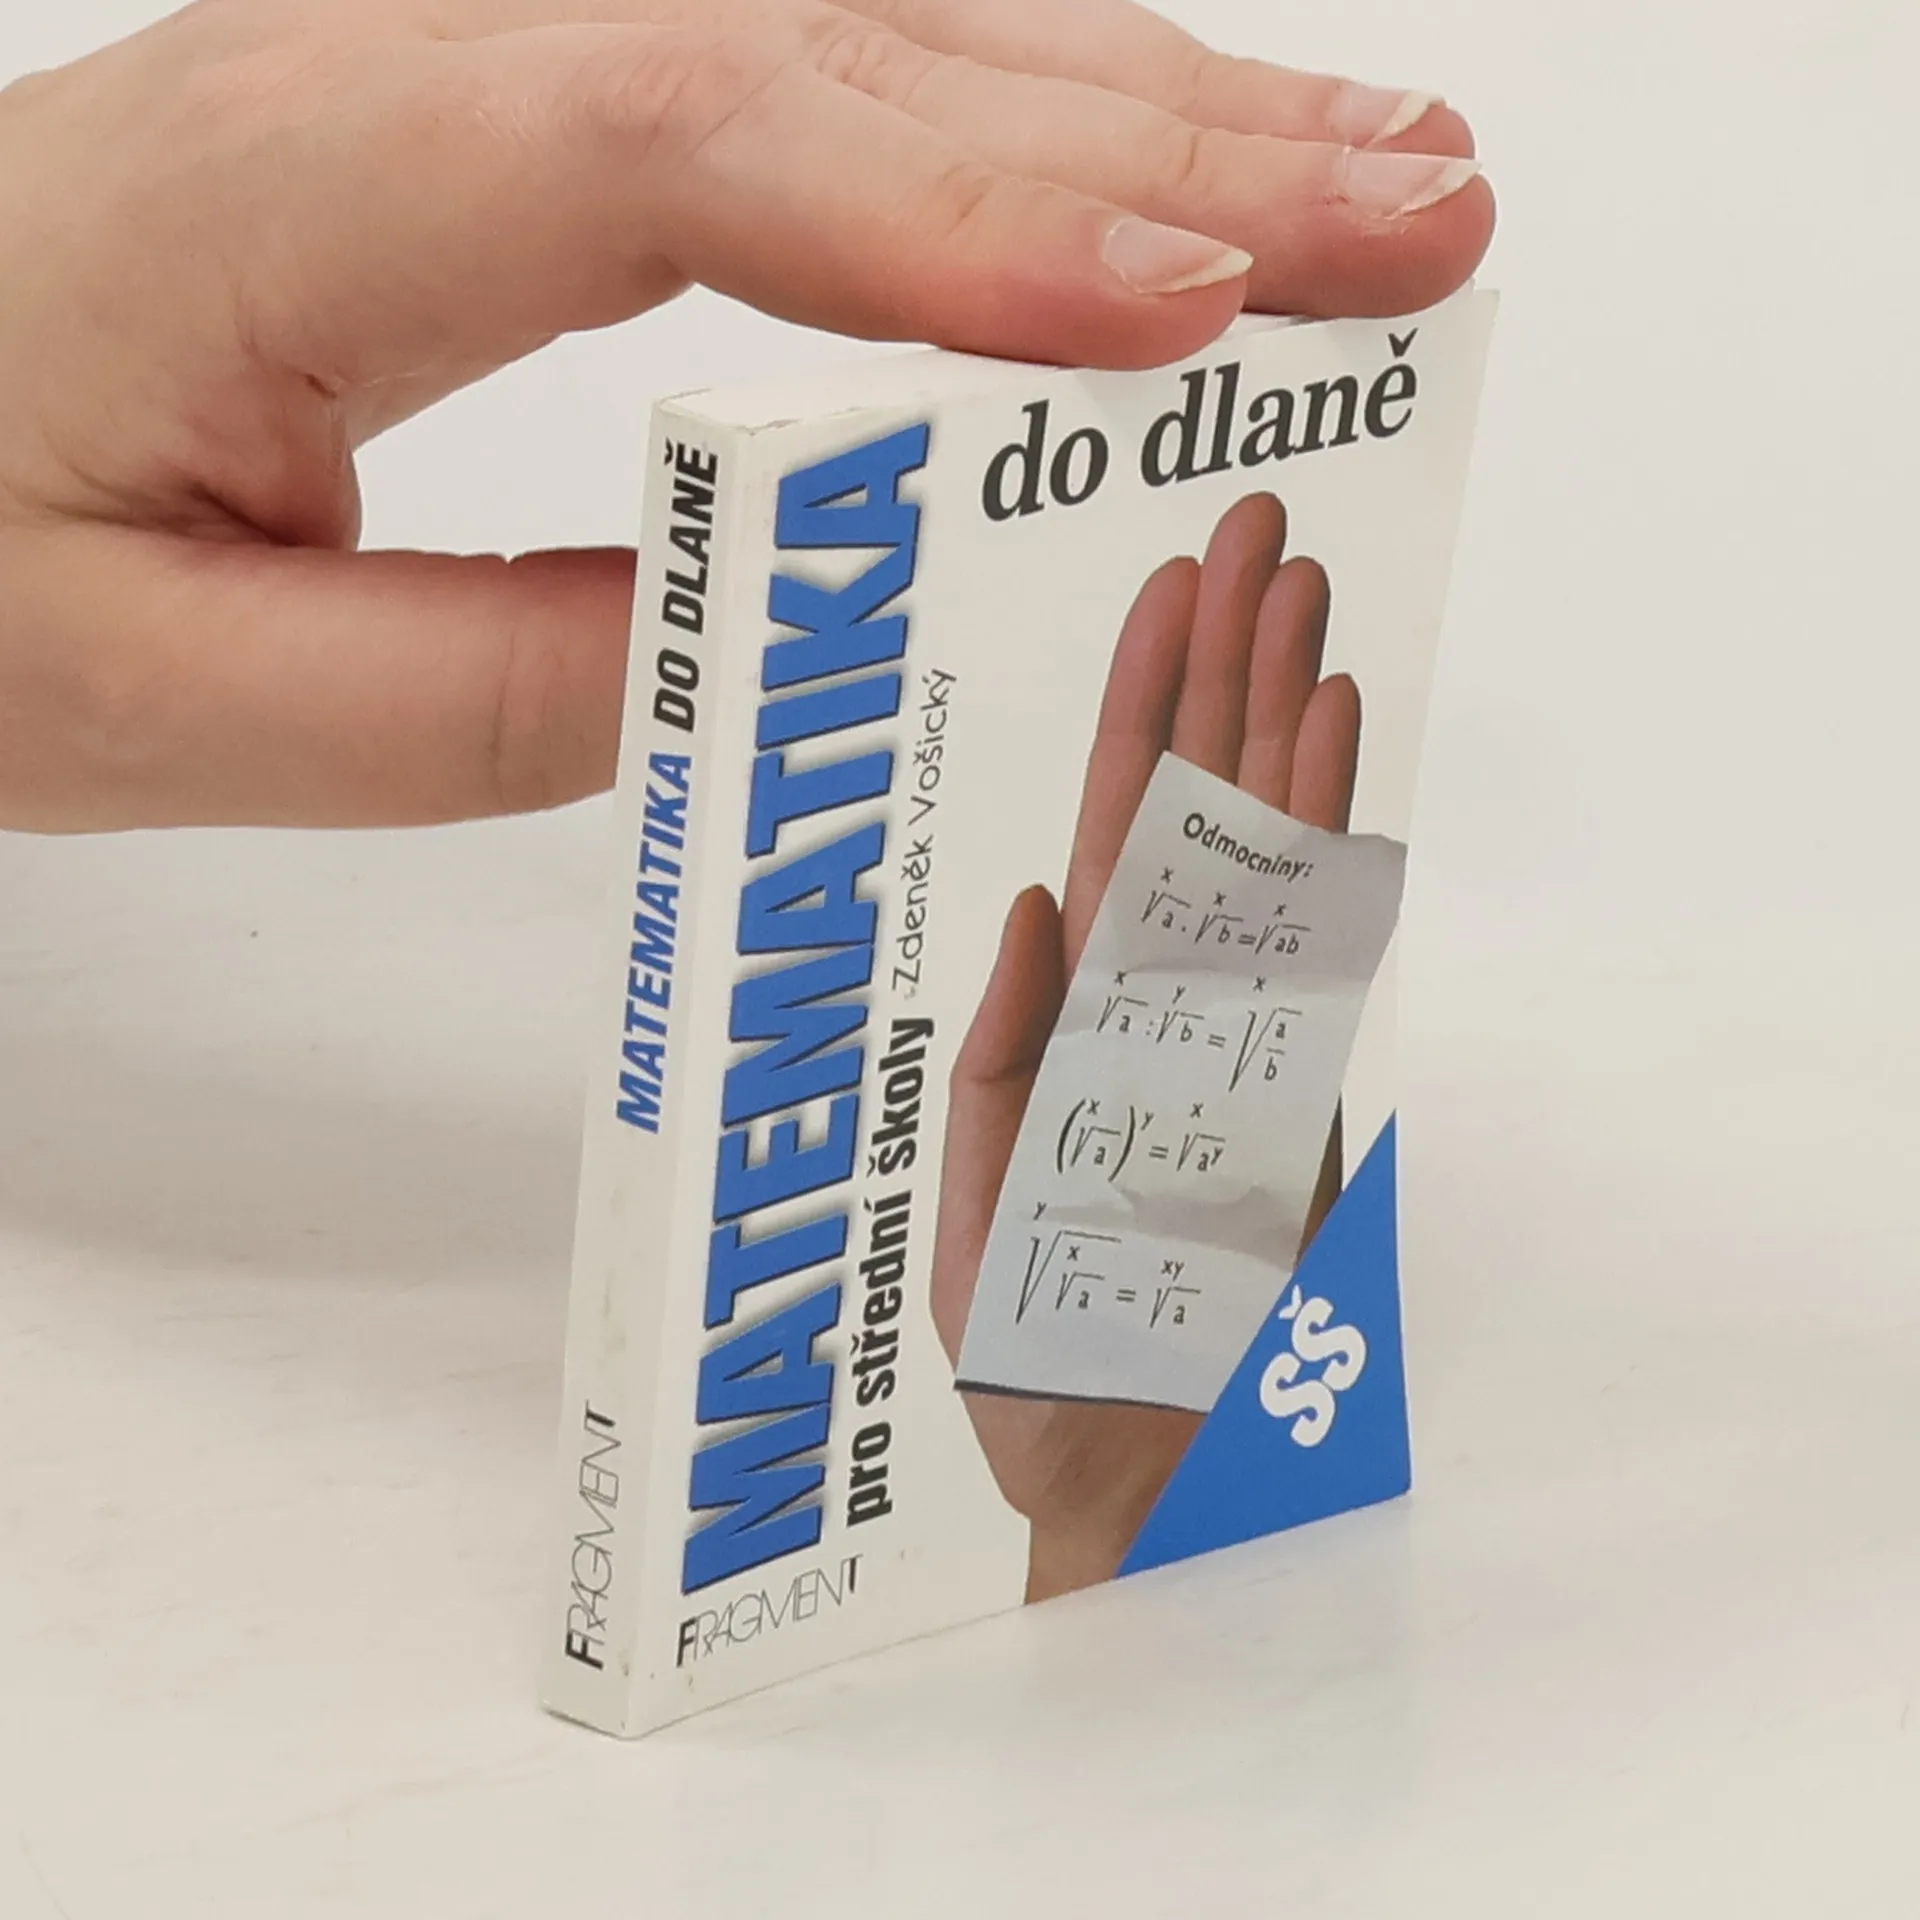 MATEMATIKA DO DLANĚ
FRAGMENT
MATEMATIKA
do dlaně
pro střední školy
Zdeněk Vošický
FRAGMENT
Odmocniny:
ˣ√a . ˣ√b = ˣ√ab
ˣ√a : ʸ√b = ˣ√(a/b)
(ˣ√a)ʸ = ˣ√aʸ
ʸ√(ˣ√a) = ˣʸ√a
SŠ